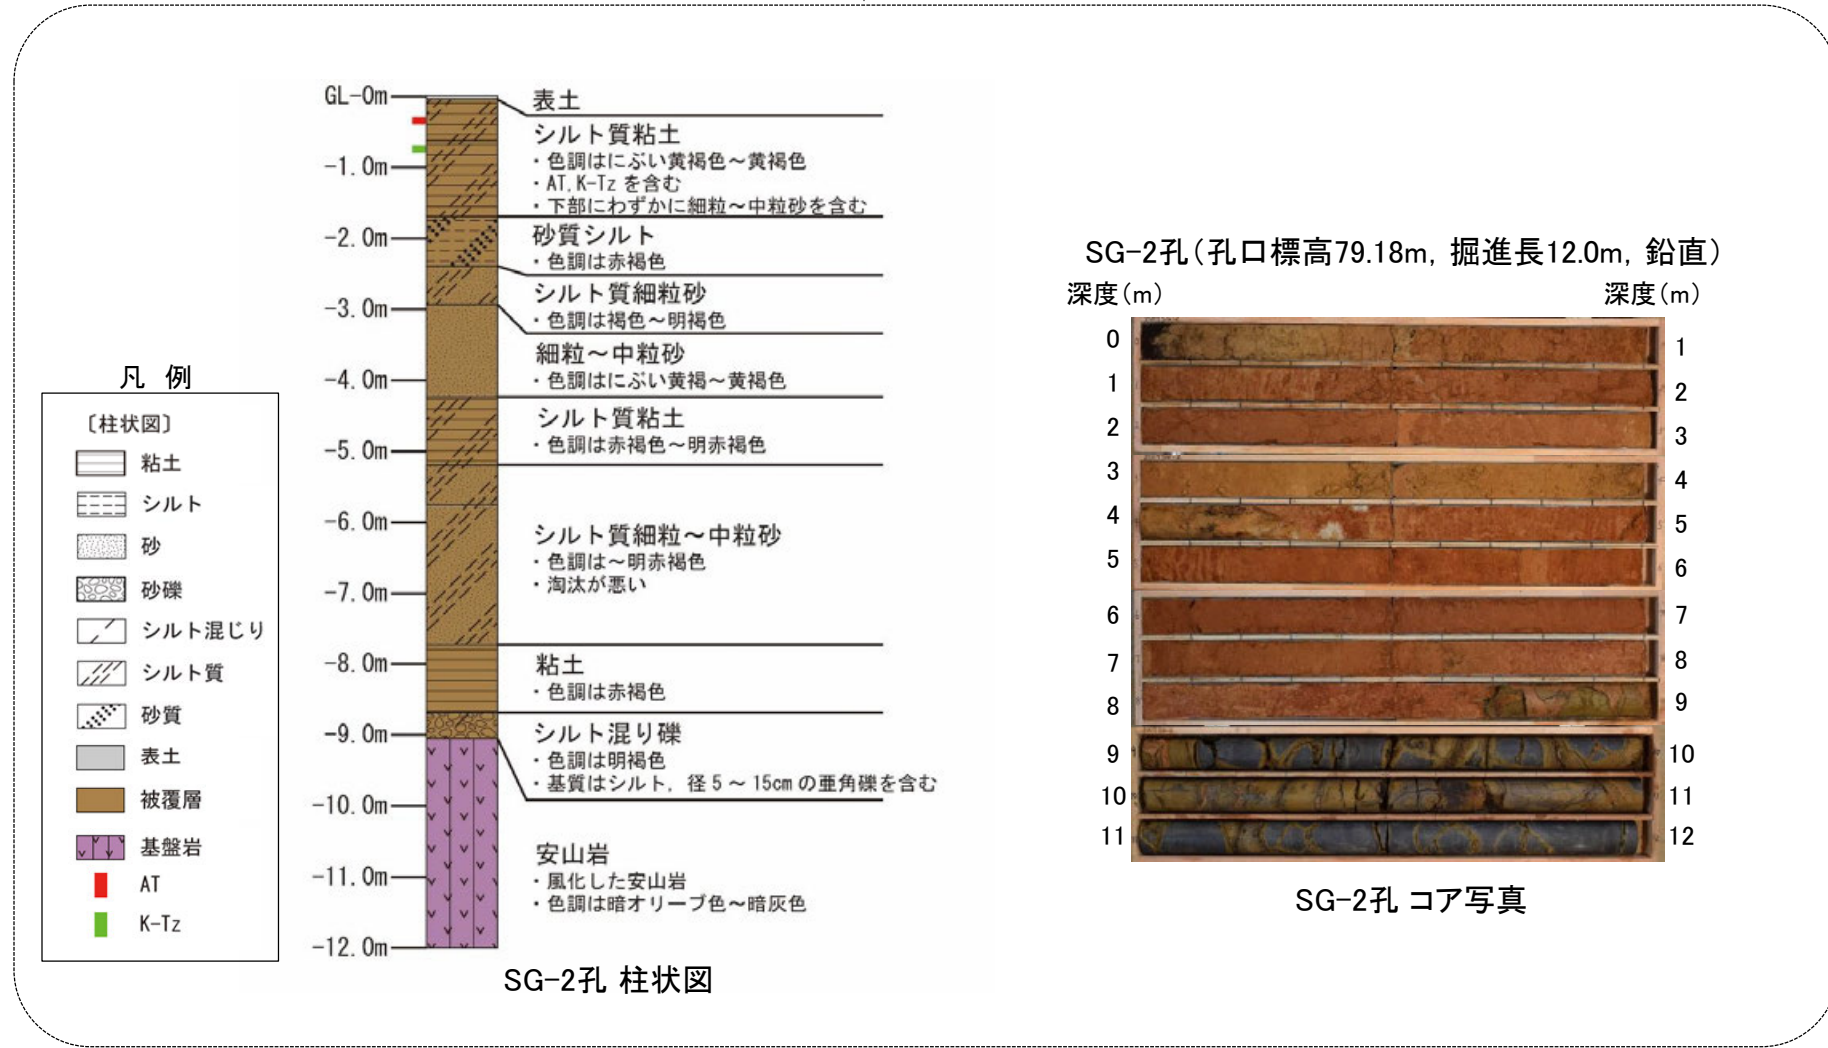 GL-0m
-1.0m
-2.0m
-3.0m
-4.0m
-5.0m
-6.0m
-7.0m
-8.0m
-9.0m
-10.0m
-11.0m
-12.0m
表土
シルト質粘土
・色調はにぶい黄褐色～黄褐色
・AT,K-Tz を含む
・下部にわずかに細粒～中粒砂を含む
砂質シルト
・色調は赤褐色
シルト質細粒砂
・色調は褐色～明褐色
細粒～中粒砂
・色調はにぶい黄褐～黄褐色
シルト質粘土
・色調は赤褐色～明赤褐色
シルト質細粒～中粒砂
・色調は～明赤褐色
・淘汰が悪い
粘土
・色調は赤褐色
シルト混り礫
・色調は明褐色
・基質はシルト, 径5～15cmの亜角礫を含む
安山岩
・風化した安山岩
・色調は暗オリーブ色～暗灰色
SG-2孔 柱状図
凡 例
〔柱状図〕
粘土
シルト
砂
砂礫
シルト混じり
シルト質
砂質
表土
被覆層
基盤岩
AT
K-Tz
SG-2孔(孔口標高79.18m, 掘進長12.0m, 鉛直)
深度(m) 深度(m)
0 1
1 2
2 3
3 4
4 5
5 6
6 7
7 8
8 9
9 10
10 11
11 12
SG-2孔 コア写真